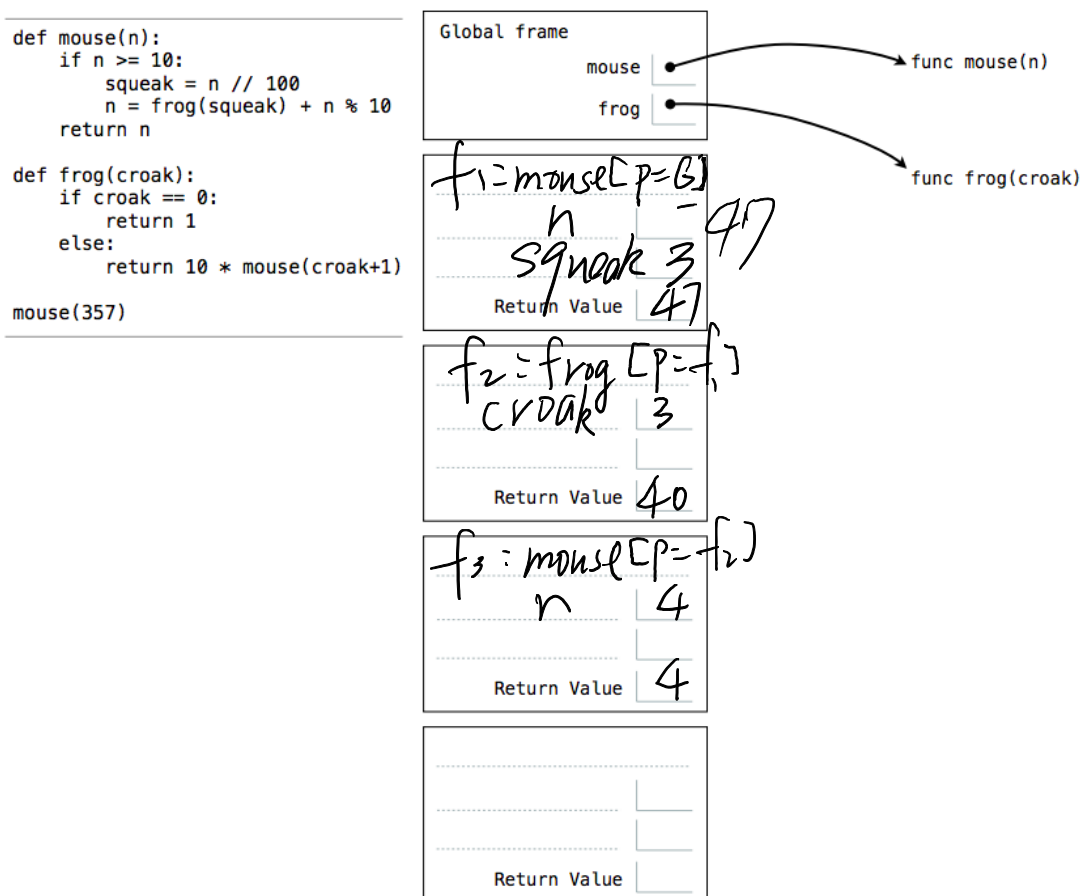 def mouse(n):
    if n >= 10:
        squeak = n // 100
        n = frog(squeak) + n % 10
    return n
def frog(croak):
    if croak == 0:
        return 1
    else:
        return 10 * mouse(croak+1)
mouse(357)
Global frame
mouse
frog
func mouse(n)
func frog(croak)
f1=mouse[p=G]
n 47
squeak 3
Return Value 47
f2:frog [p=f1]
croak 3
Return Value 40
f3:mouse[p=f2]
n 4
Return Value 4
Return Value